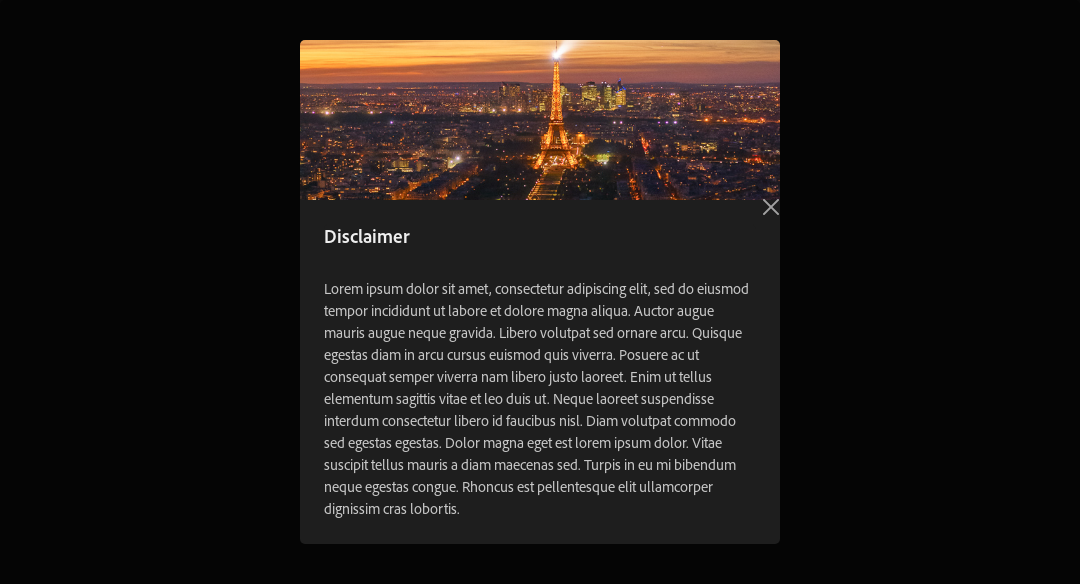 Disclaimer
Lorem ipsum dolor sit amet, consectetur adipiscing elit, sed do eiusmod
tempor incididunt ut labore et dolore magna aliqua. Auctor augue
mauris augue neque gravida. Libero volutpat sed ornare arcu. Quisque
egestas diam in arcu cursus euismod quis viverra. Posuere ac ut
consequat semper viverra nam libero justo laoreet. Enim ut tellus
elementum sagittis vitae et leo duis ut. Neque laoreet suspendisse
interdum consectetur libero id faucibus nisl. Diam volutpat commodo
sed egestas egestas. Dolor magna eget est lorem ipsum dolor. Vitae
suscipit tellus mauris a diam maecenas sed. Turpis in eu mi bibendum
neque egestas congue. Rhoncus est pellentesque elit ullamcorper
dignissim cras lobortis.